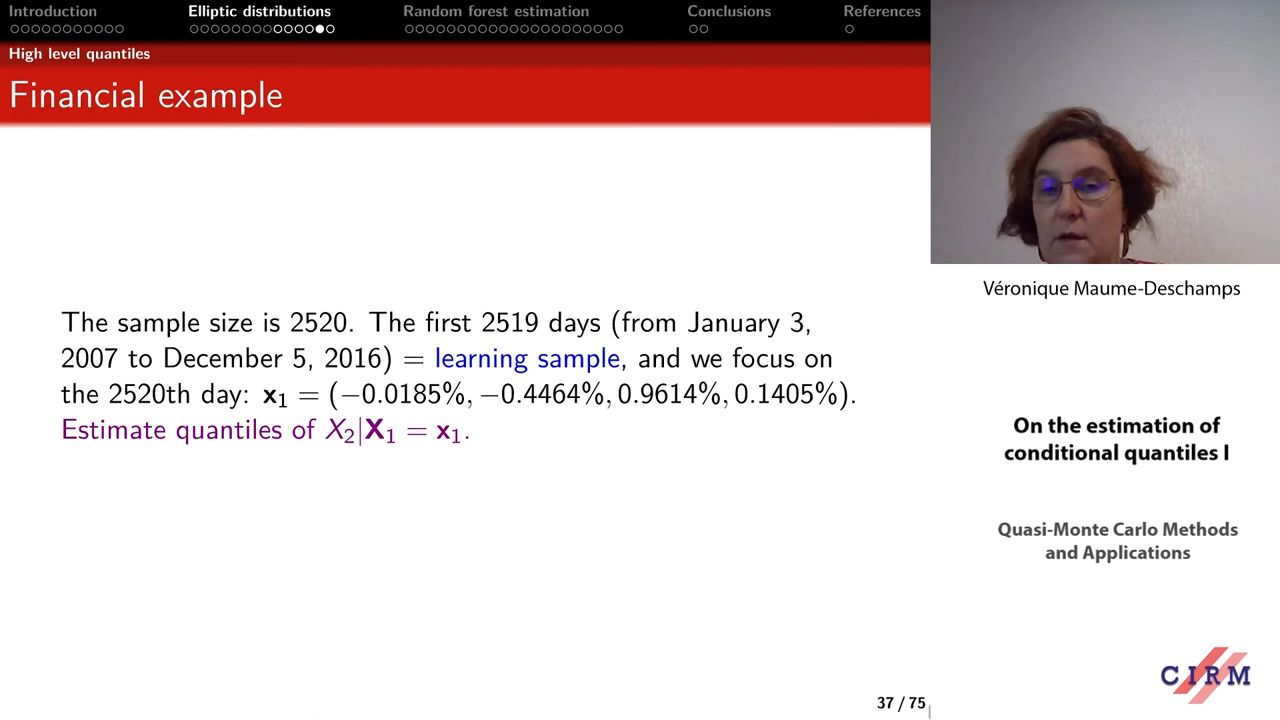 Introduction
Elliptic distributions
Random forest estimation
Conclusions
References
High level quantiles
Financial example
The sample size is 2520. The first 2519 days (from January 3,
2007 to December 5, 2016) = learning sample, and we focus on
the 2520th day: x₁ = (−0.0185%, −0.4464%, 0.9614%, 0.1405%).
Estimate quantiles of X₂|X₁ = x₁.
37 / 75
Véronique Maume-Deschamps
On the estimation of
conditional quantiles I
Quasi-Monte Carlo Methods
and Applications
CIRM